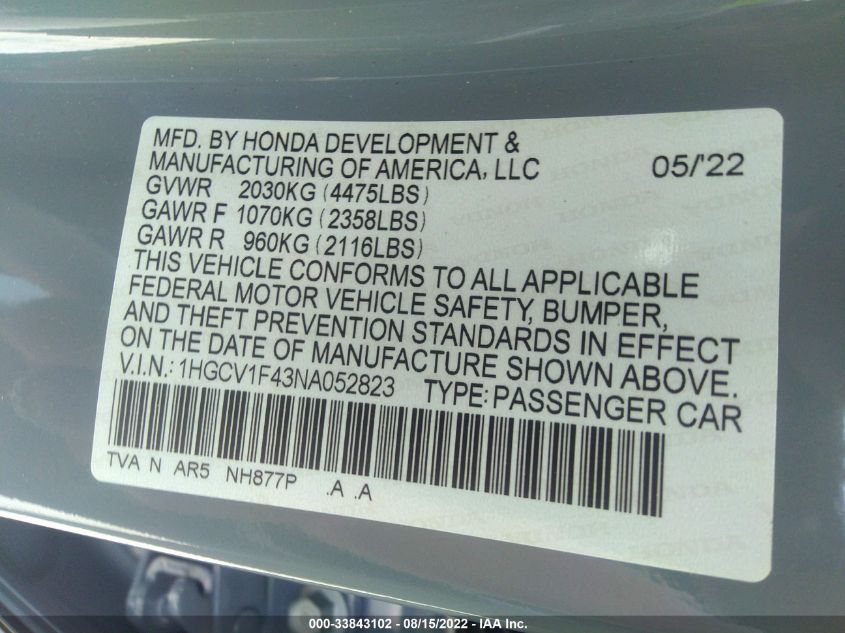 MFD. BY HONDA DEVELOPMENT &
MANUFACTURING OF AMERICA, LLC 05/'22
GVWR 2030KG (4475LBS)
GAWR F 1070KG (2358LBS)
GAWR R 960KG (2116LBS)
THIS VEHICLE CONFORMS TO ALL APPLICABLE
FEDERAL MOTOR VEHICLE SAFETY, BUMPER,
AND THEFT PREVENTION STANDARDS IN EFFECT
ON THE DATE OF MANUFACTURE SHOWN ABOVE.
V.I.N.: 1HGCV1F43NA052823 TYPE: PASSENGER CAR
TVA N AR5 NH877P .A .A
000-33843102 - 08/15/2022 - IAA Inc.